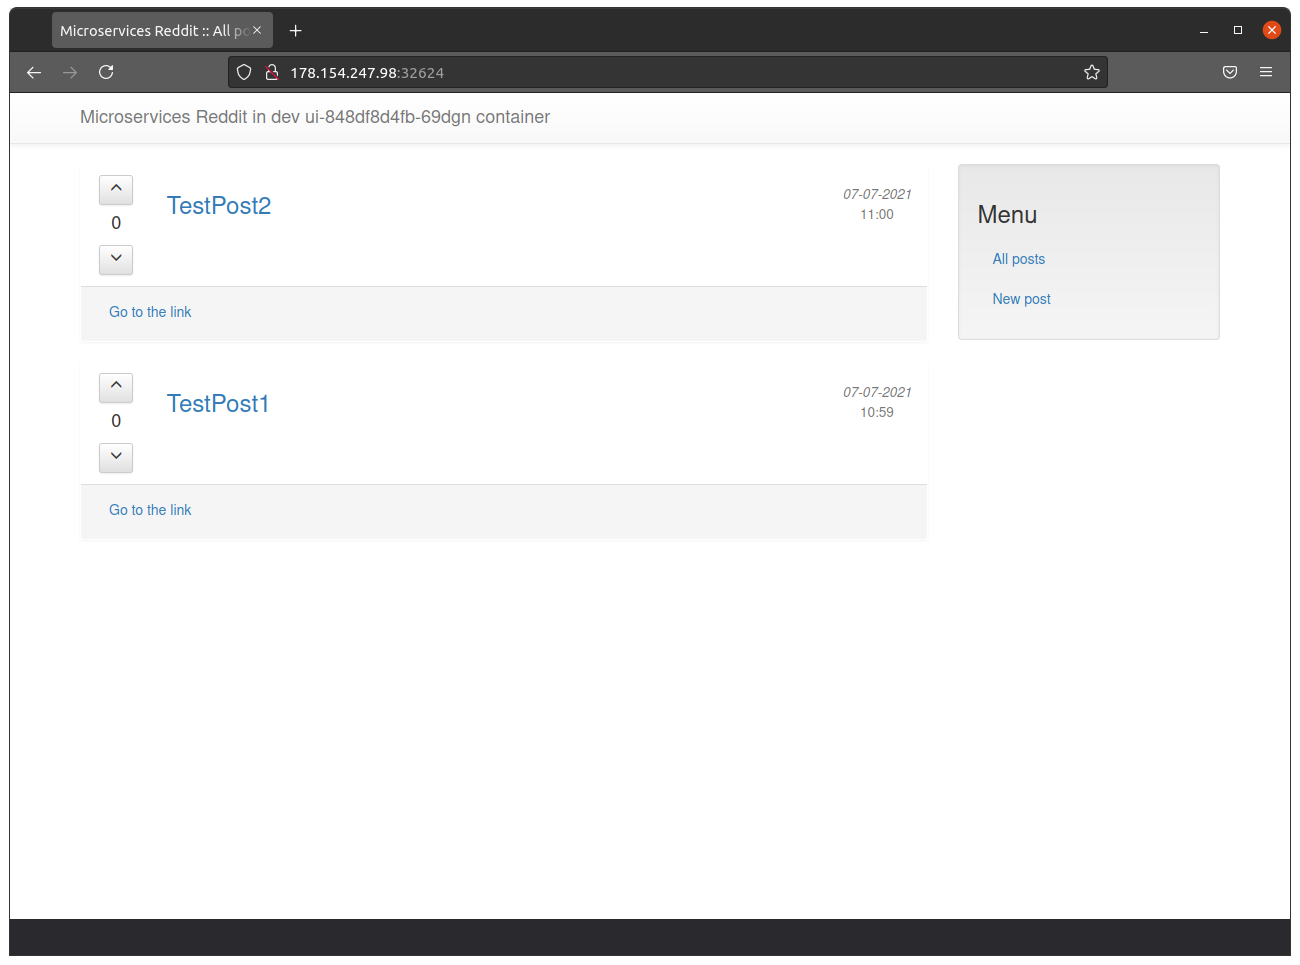 Microservices Reddit :: All po
178.154.247.98:32624
Microservices Reddit in dev ui-848df8d4fb-69dgn container
TestPost2
07-07-2021
11:00
0
Go to the link
TestPost1
07-07-2021
10:59
0
Go to the link
Menu
All posts
New post